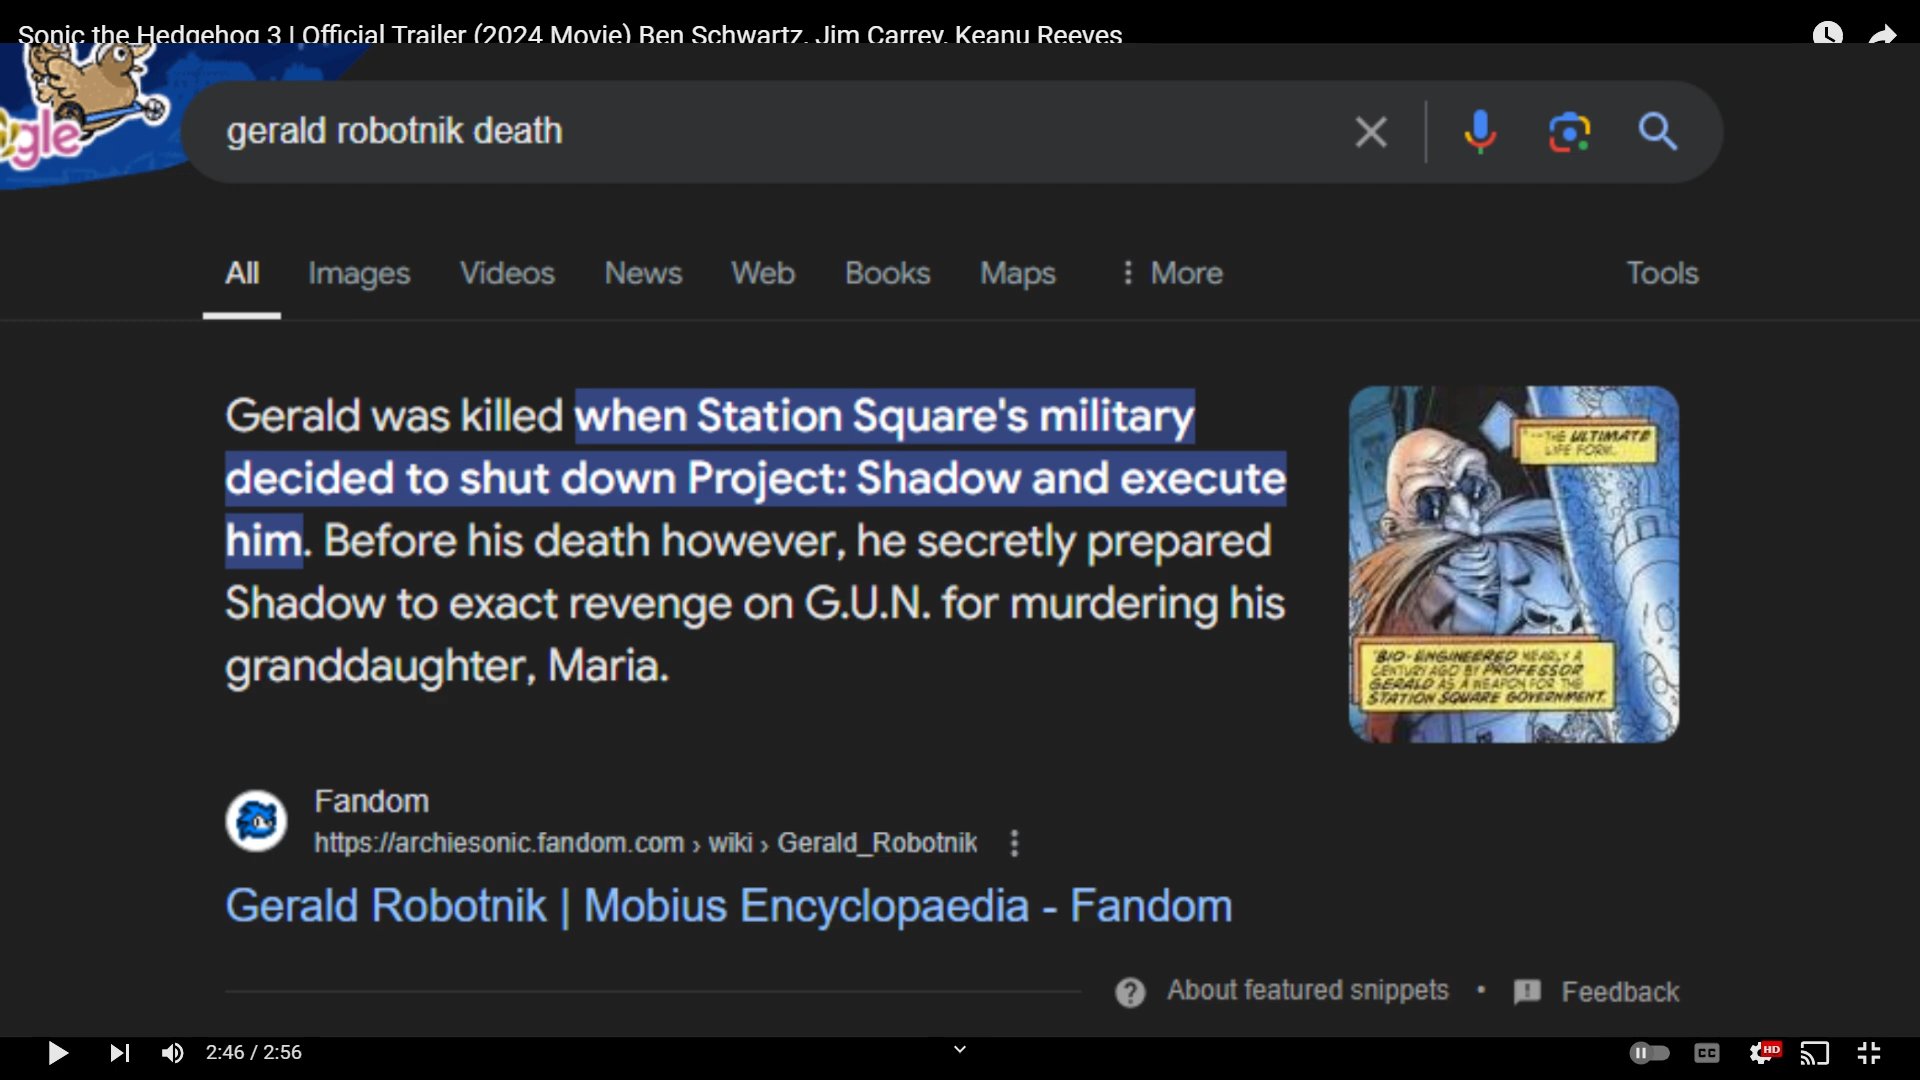 Sonic the Hedgehog 3 | Official Trailer (2024 Movie) Ben Schwartz, Jim Carrey, Keanu Reeves
gle
gerald robotnik death
All Images Videos News Web Books Maps More Tools
Gerald was killed when Station Square's military
decided to shut down Project: Shadow and execute
him. Before his death however, he secretly prepared
Shadow to exact revenge on G.U.N. for murdering his
granddaughter, Maria.
"--THE ULTIMATE
LIFE FORM.
"BIO-ENGINEERED NEARLY A
CENTURY AGO BY PROFESSOR
GERALD AS A WEAPON FOR THE
STATION SQUARE GOVERNMENT.
Fandom
https://archiesonic.fandom.com › wiki › Gerald_Robotnik
Gerald Robotnik | Mobius Encyclopaedia - Fandom
About featured snippets • Feedback
2:46 / 2:56
CC
HD